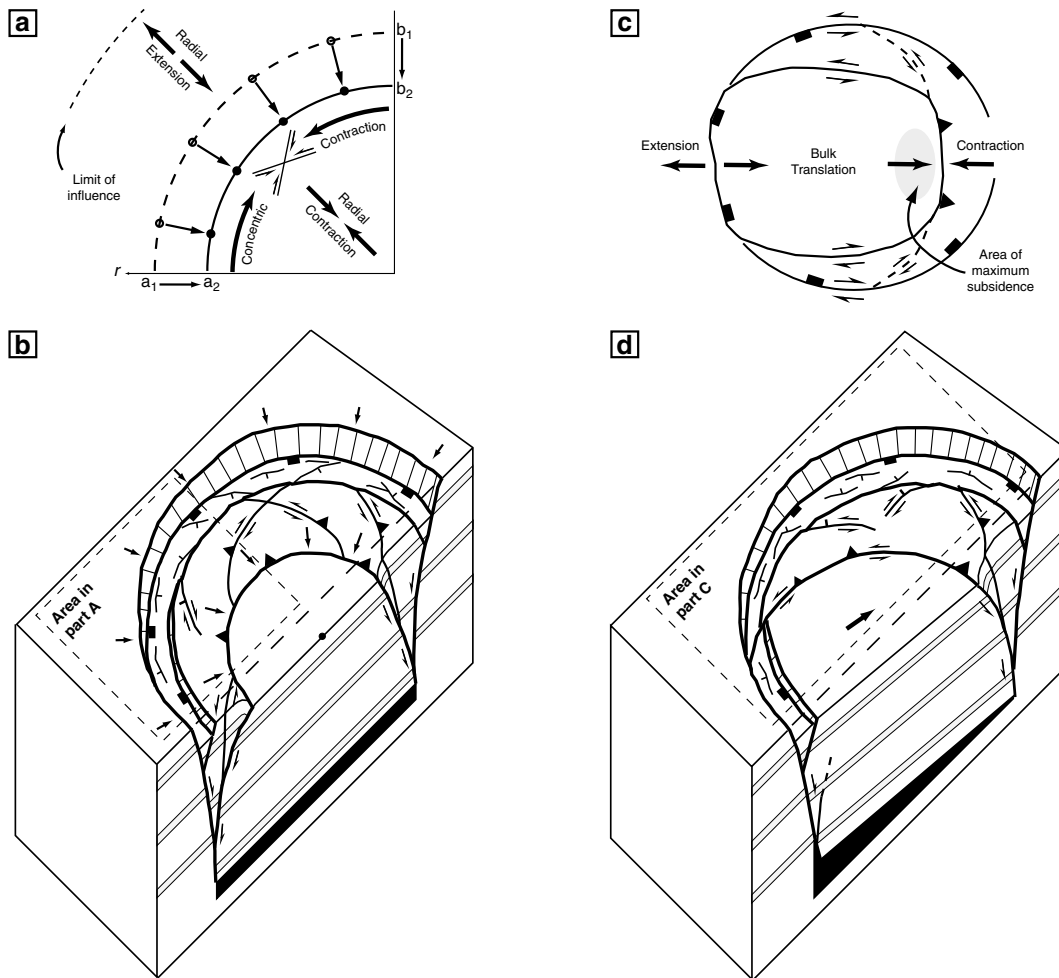 a
Radial
Extension
b1
b2
Contraction
Limit of
influence
Concentric
Radial
Contraction
r
a1
a2
c
Extension
Bulk
Translation
Contraction
Area of
maximum
subsidence
b
Area in
part A
d
Area in
part C